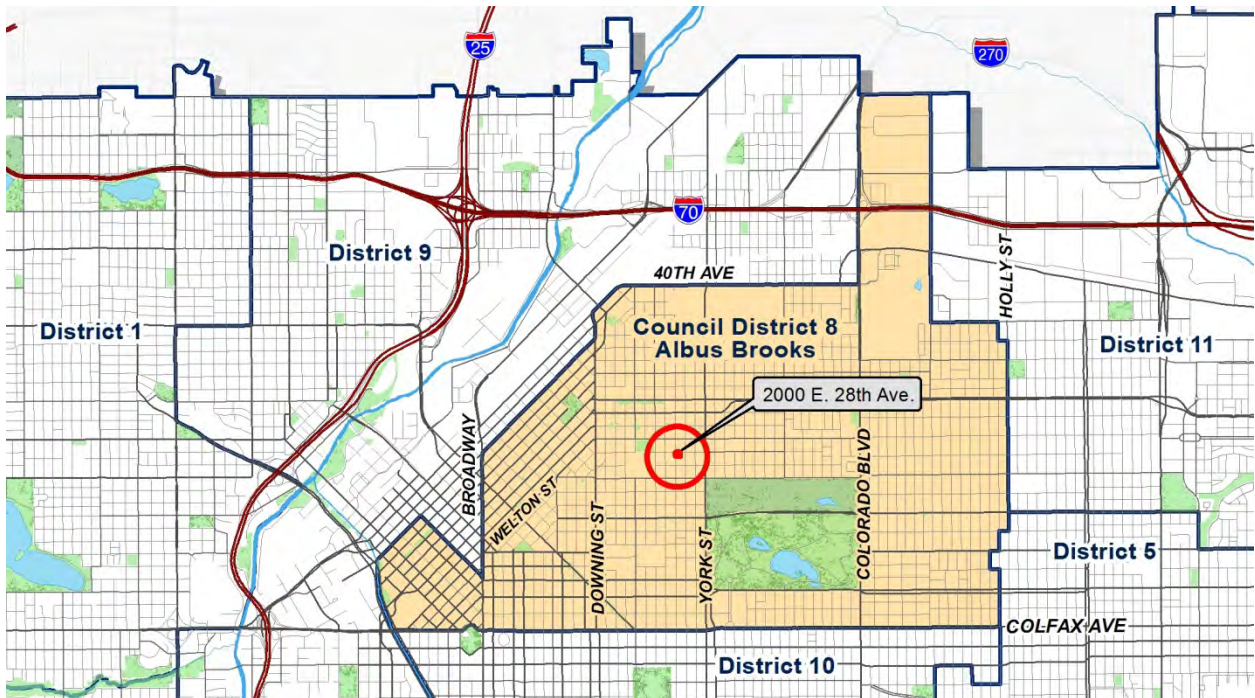 25
270
70
District 9
40TH AVE
HOLLY ST
District 1
Council District 8
Albus Brooks
District 11
2000 E. 28th Ave.
BROADWAY
WELTON ST
COLORADO BLVD
DOWNING ST
YORK ST
District 5
COLFAX AVE
District 10